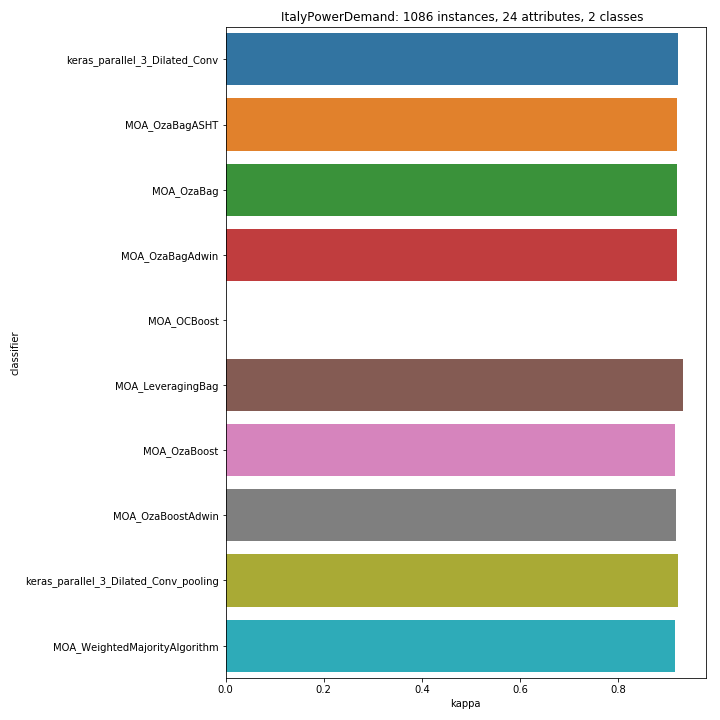 ItalyPowerDemand: 1086 instances, 24 attributes, 2 classes
classifier
keras_parallel_3_Dilated_Conv
MOA_OzaBagASHT
MOA_OzaBag
MOA_OzaBagAdwin
MOA_OCBoost
MOA_LeveragingBag
MOA_OzaBoost
MOA_OzaBoostAdwin
keras_parallel_3_Dilated_Conv_pooling
MOA_WeightedMajorityAlgorithm
0.0 0.2 0.4 0.6 0.8
kappa